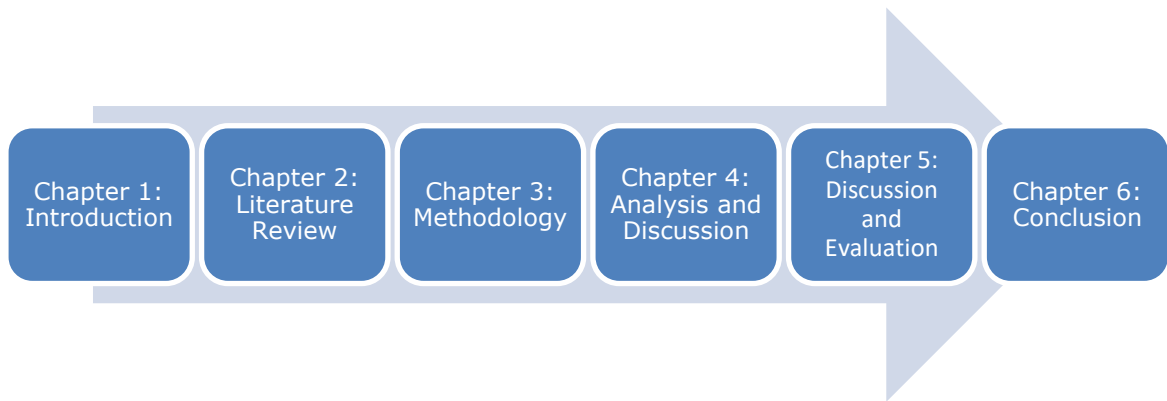 Chapter 1:
Introduction
Chapter 2:
Literature
Review
Chapter 3:
Methodology
Chapter 4:
Analysis and
Discussion
Chapter 5:
Discussion
and
Evaluation
Chapter 6:
Conclusion